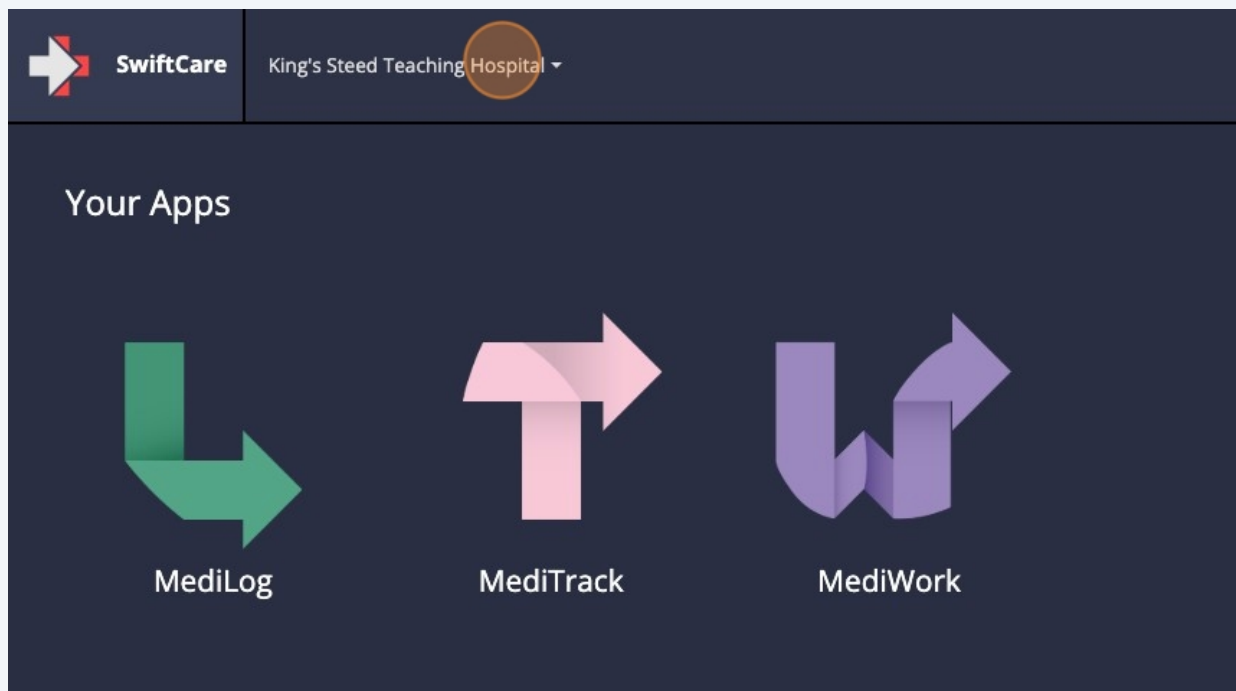 SwiftCare
King's Steed Teaching Hospital
Your Apps
MediLog
MediTrack
MediWork